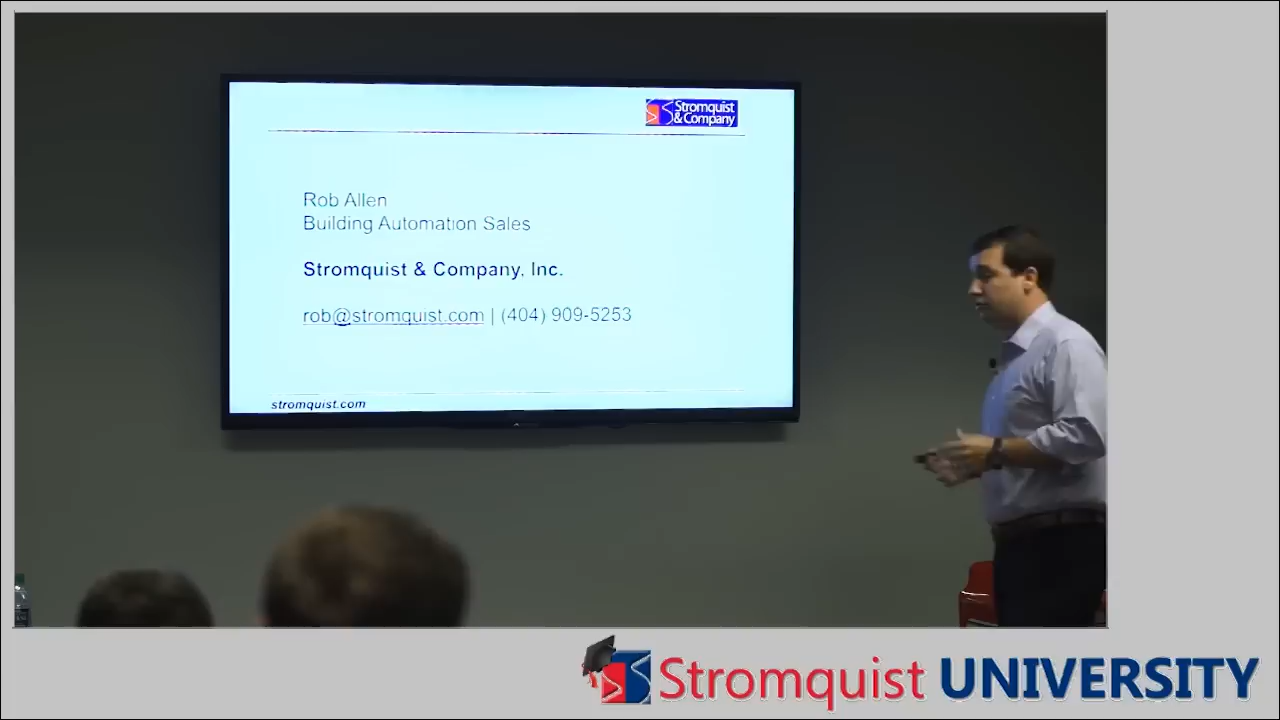 Stromquist
& Company
Rob Allen
Building Automation Sales
Stromquist & Company, Inc.
rob@stromquist.com | (404) 909-5253
stromquist.com
Stromquist UNIVERSITY